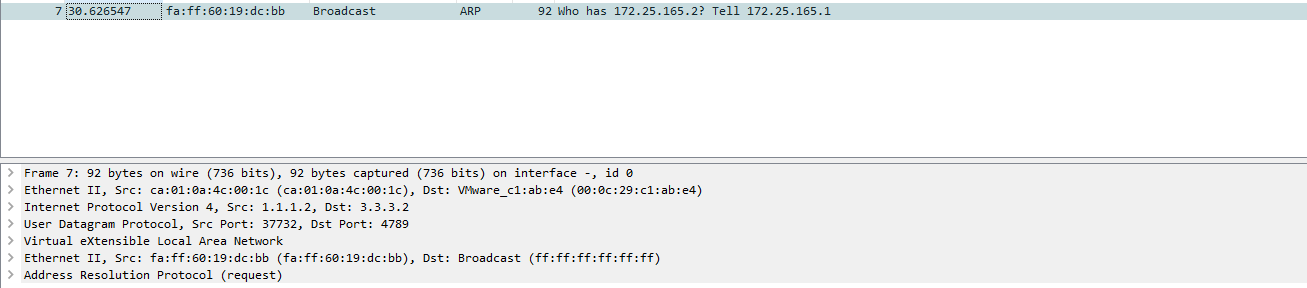 7 30.626547 fa:ff:60:19:dc:bb Broadcast ARP 92 Who has 172.25.165.2? Tell 172.25.165.1
Frame 7: 92 bytes on wire (736 bits), 92 bytes captured (736 bits) on interface -, id 0
Ethernet II, Src: ca:01:0a:4c:00:1c (ca:01:0a:4c:00:1c), Dst: VMware_c1:ab:e4 (00:0c:29:c1:ab:e4)
Internet Protocol Version 4, Src: 1.1.1.2, Dst: 3.3.3.2
User Datagram Protocol, Src Port: 37732, Dst Port: 4789
Virtual eXtensible Local Area Network
Ethernet II, Src: fa:ff:60:19:dc:bb (fa:ff:60:19:dc:bb), Dst: Broadcast (ff:ff:ff:ff:ff:ff)
Address Resolution Protocol (request)